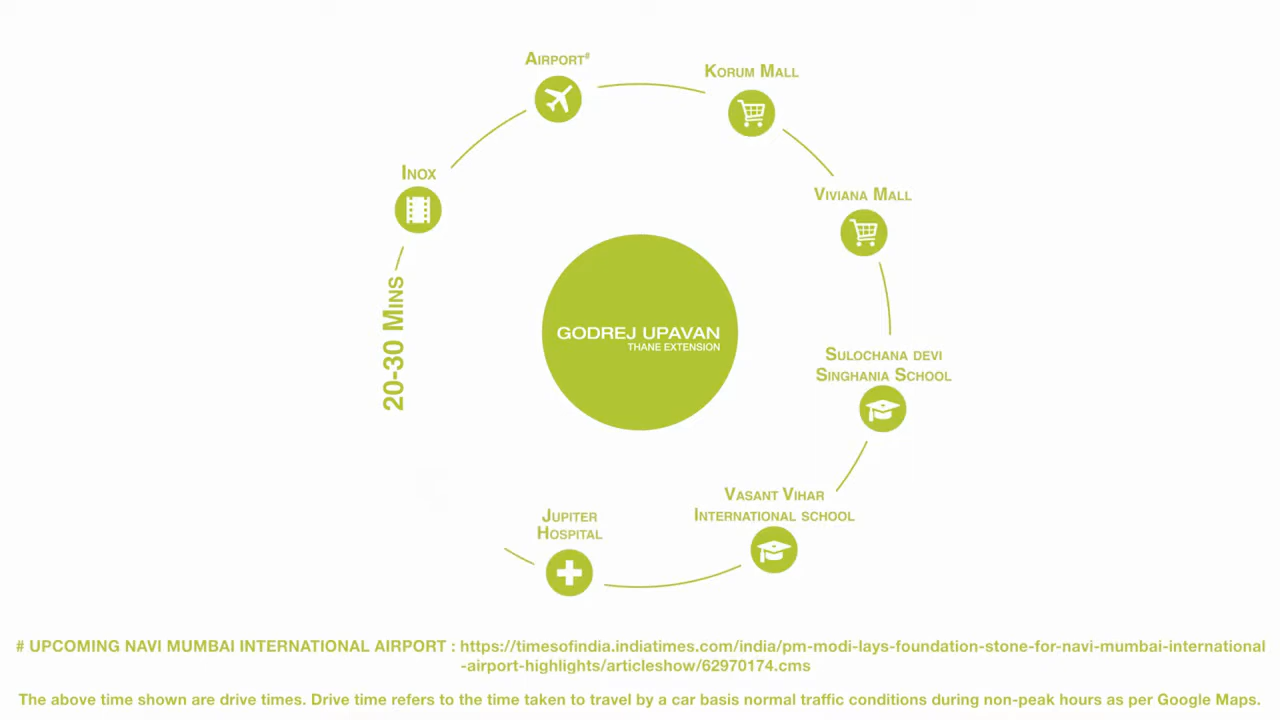 AIRPORT#
KORUM MALL
INOX
VIVIANA MALL
20-30 MINS
GODREJ UPAVAN
THANE EXTENSION
SULOCHANA DEVI
SINGHANIA SCHOOL
VASANT VIHAR
INTERNATIONAL SCHOOL
JUPITER
HOSPITAL
# UPCOMING NAVI MUMBAI INTERNATIONAL AIRPORT : https://timesofindia.indiatimes.com/india/pm-modi-lays-foundation-stone-for-navi-mumbai-international
-airport-highlights/articleshow/62970174.cms
The above time shown are drive times. Drive time refers to the time taken to travel by a car basis normal traffic conditions during non-peak hours as per Google Maps.